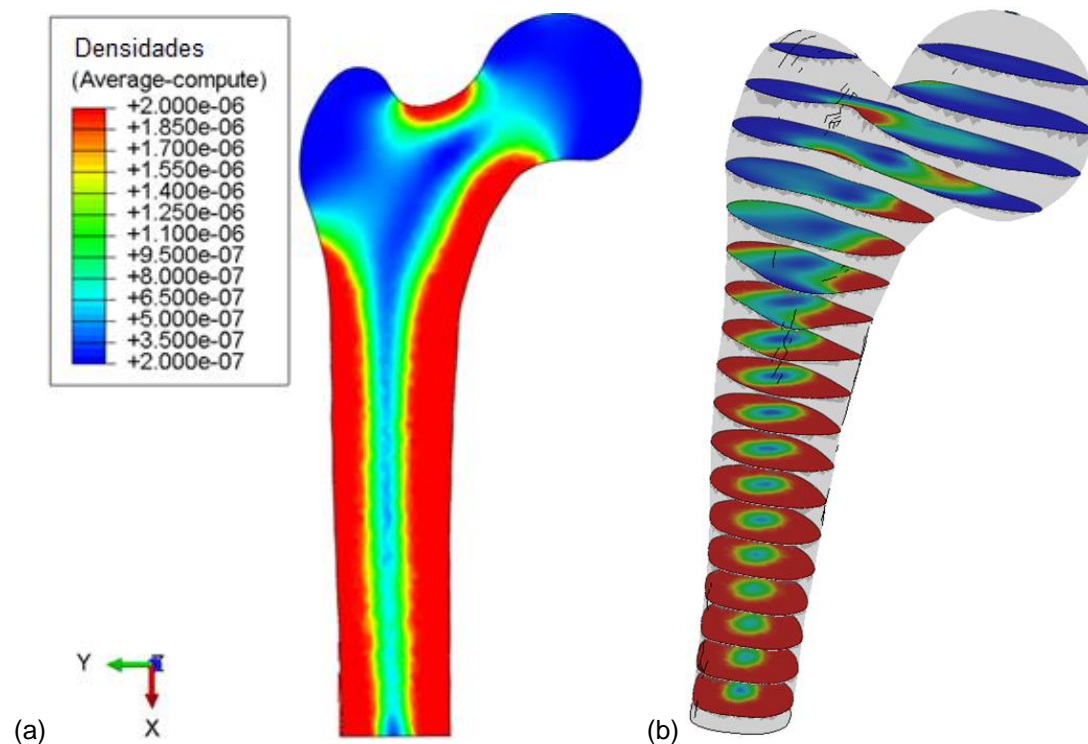 Densidades
(Average-compute)
+2.000e-06
+1.850e-06
+1.700e-06
+1.550e-06
+1.400e-06
+1.250e-06
+1.100e-06
+9.500e-07
+8.000e-07
+6.500e-07
+5.000e-07
+3.500e-07
+2.000e-07
Y
Z
X
(a)
(b)